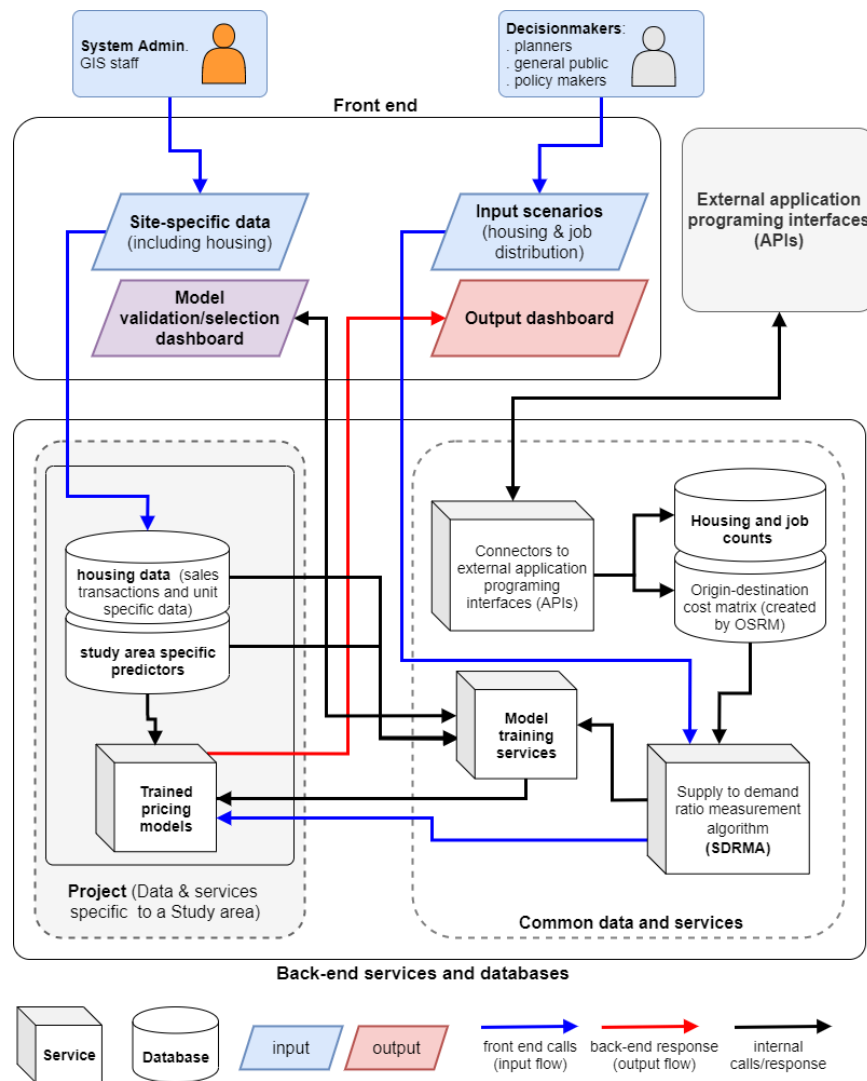 System Admin.
GIS staff
Decisionmakers:
. planners
. general public
. policy makers
Front end
Site-specific data
(including housing)
Input scenarios
(housing & job
distribution)
External application
programing interfaces
(APIs)
Model
validation/selection
dashboard
Output dashboard
housing data (sales
transactions and unit
specific data)
study area specific
predictors
Connectors to
external application
programing
interfaces (APIs)
Housing and job
counts
Origin-destination
cost matrix (created
by OSRM)
Model
training
services
Trained
pricing
models
Supply to demand
ratio measurement
algorithm
(SDRMA)
Project (Data & services
specific to a Study area)
Common data and services
Back-end services and databases
Service
Database
input
output
front end calls
(input flow)
back-end response
(output flow)
internal
calls/response